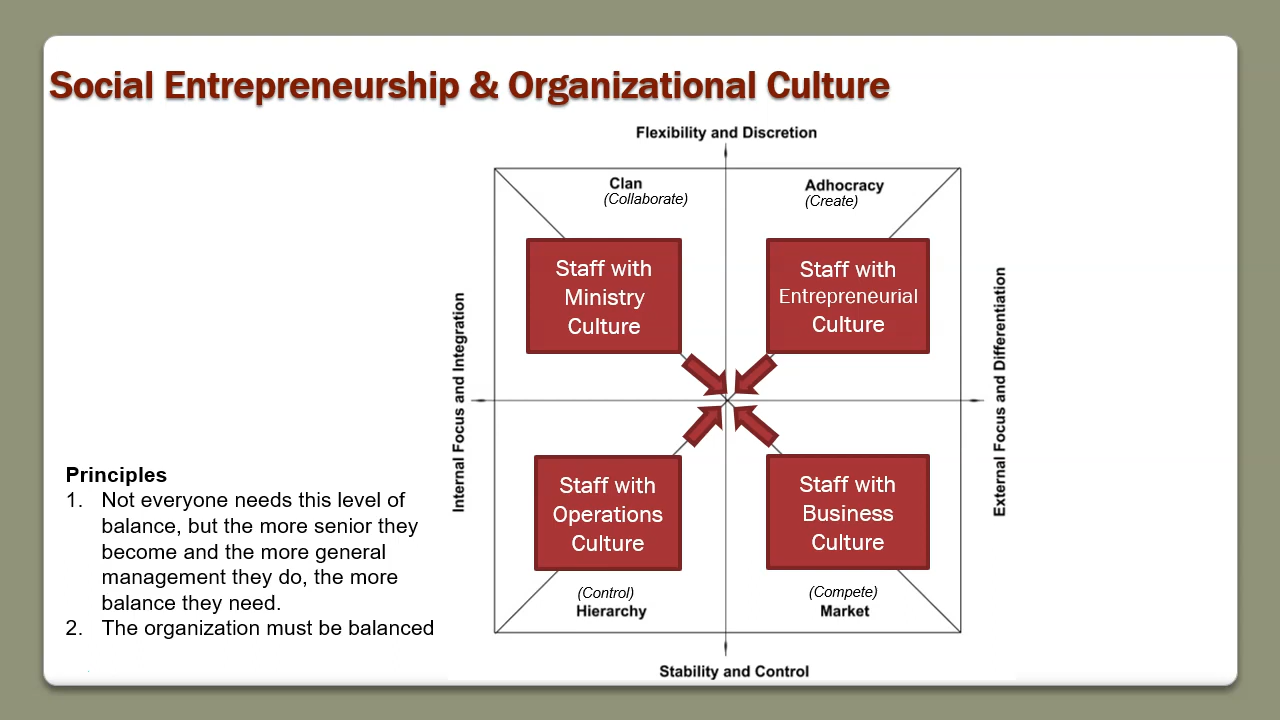 Social Entrepreneurship & Organizational Culture
Flexibility and Discretion
Clan
(Collaborate)
Adhocracy
(Create)
Staff with
Ministry
Culture
Staff with
Entrepreneurial
Culture
Internal Focus and Integration
External Focus and Differentiation
Staff with
Operations
Culture
Staff with
Business
Culture
(Control)
Hierarchy
(Compete)
Market
Stability and Control
Principles
1. Not everyone needs this level of
balance, but the more senior they
become and the more general
management they do, the more
balance they need.
2. The organization must be balanced